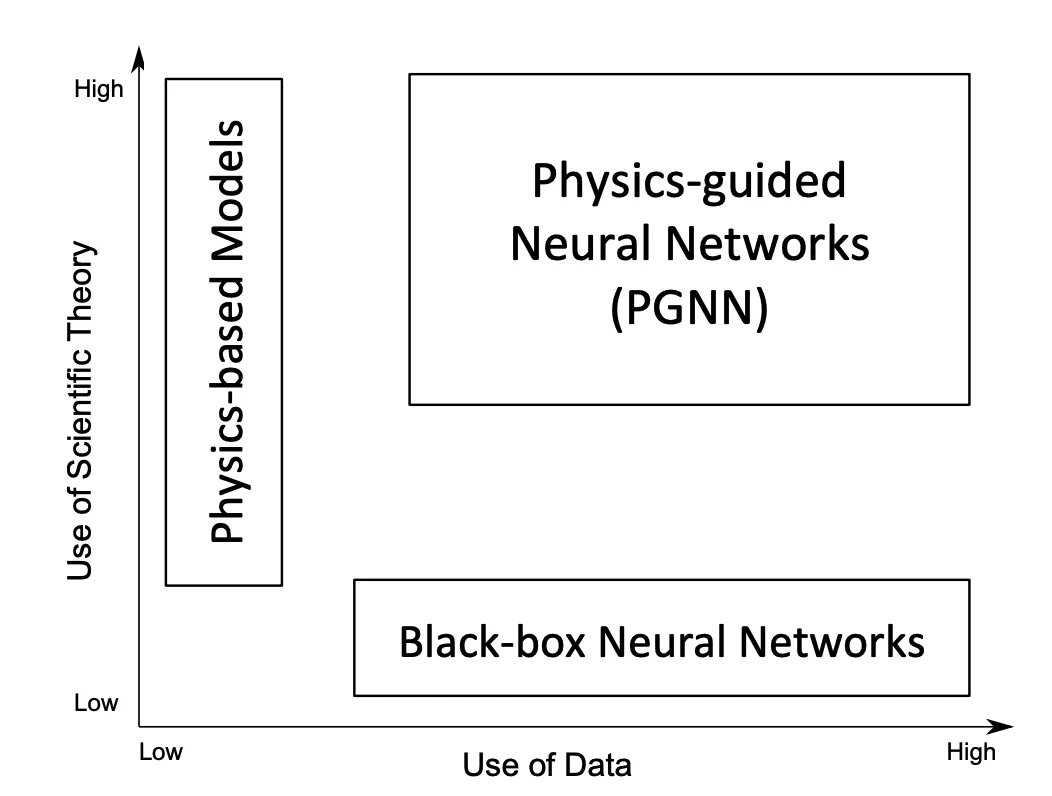 High
Physics-based Models
Physics-guided
Neural Networks
(PGNN)
Use of Scientific Theory
Black-box Neural Networks
Low
Low
High
Use of Data